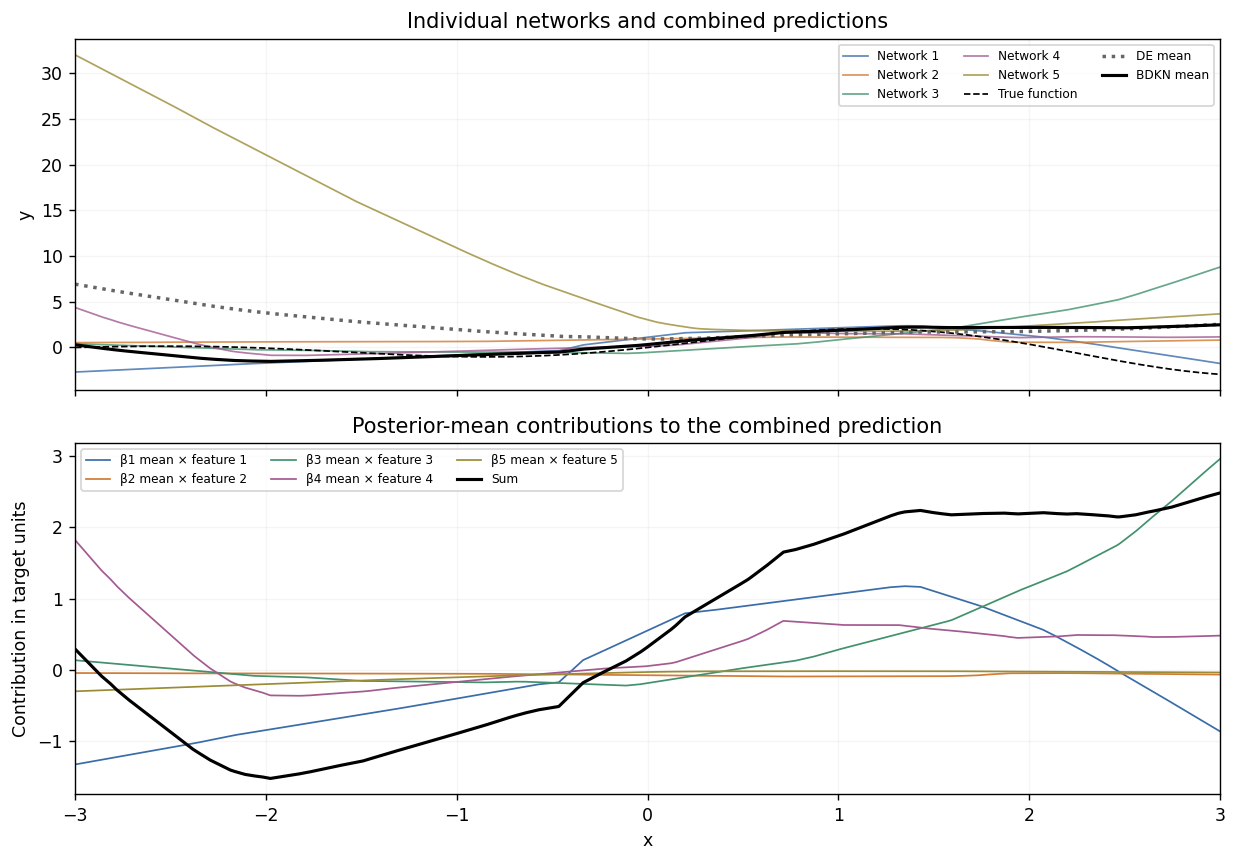 Individual networks and combined predictions
Network 1 Network 4 DE mean
Network 2 Network 5 BDKN mean
Network 3 True function
30
25
20
15
10
5
0
y
Posterior-mean contributions to the combined prediction
β1 mean × feature 1 β3 mean × feature 3 β5 mean × feature 5
β2 mean × feature 2 β4 mean × feature 4 Sum
3
2
1
0
−1
Contribution in target units
−3 −2 −1 0 1 2 3
x